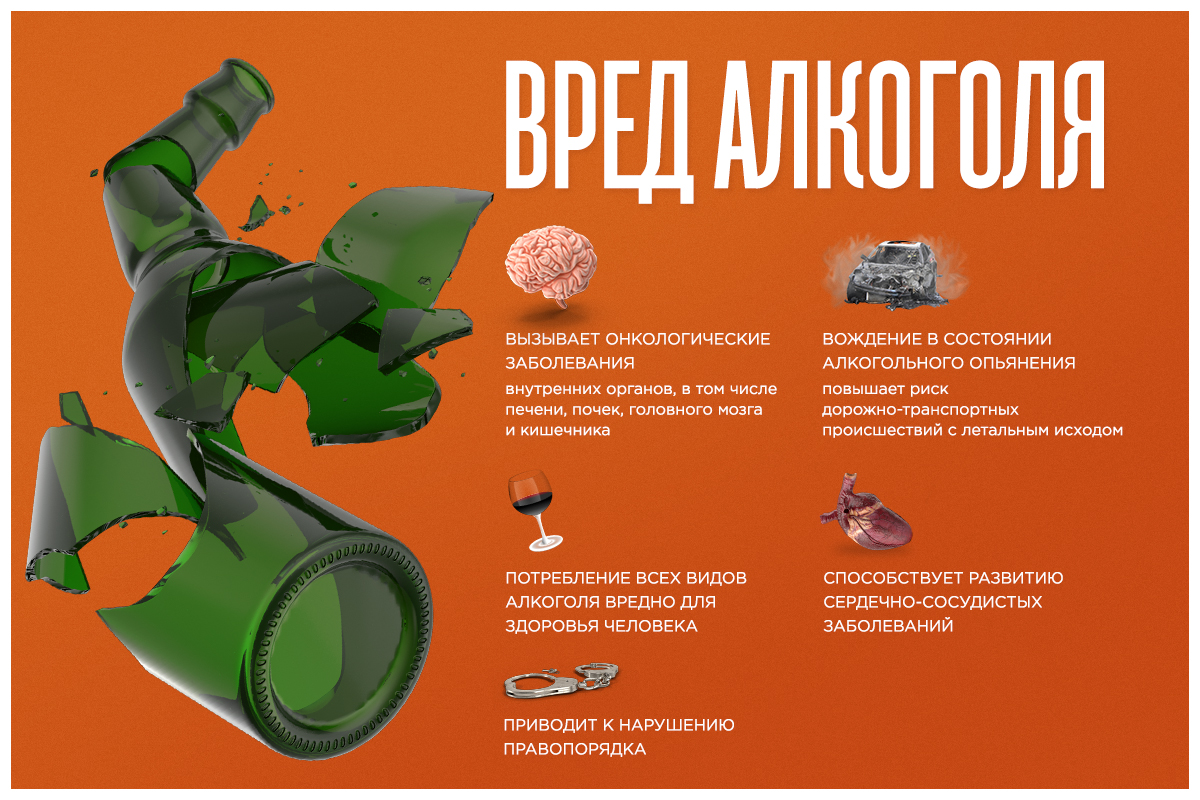 ВРЕД АЛКОГОЛЯ
ВЫЗЫВАЕТ ОНКОЛОГИЧЕСКИЕ
ЗАБОЛЕВАНИЯ
внутренних органов, в том числе
печени, почек, головного мозга
и кишечника
ВОЖДЕНИЕ В СОСТОЯНИИ
АЛКОГОЛЬНОГО ОПЬЯНЕНИЯ
повышает риск
дорожно-транспортных
происшествий с летальным исходом
ПОТРЕБЛЕНИЕ ВСЕХ ВИДОВ
АЛКОГОЛЯ ВРЕДНО ДЛЯ
ЗДОРОВЬЯ ЧЕЛОВЕКА
СПОСОБСТВУЕТ РАЗВИТИЮ
СЕРДЕЧНО-СОСУДИСТЫХ
ЗАБОЛЕВАНИЙ
ПРИВОДИТ К НАРУШЕНИЮ
ПРАВОПОРЯДКА